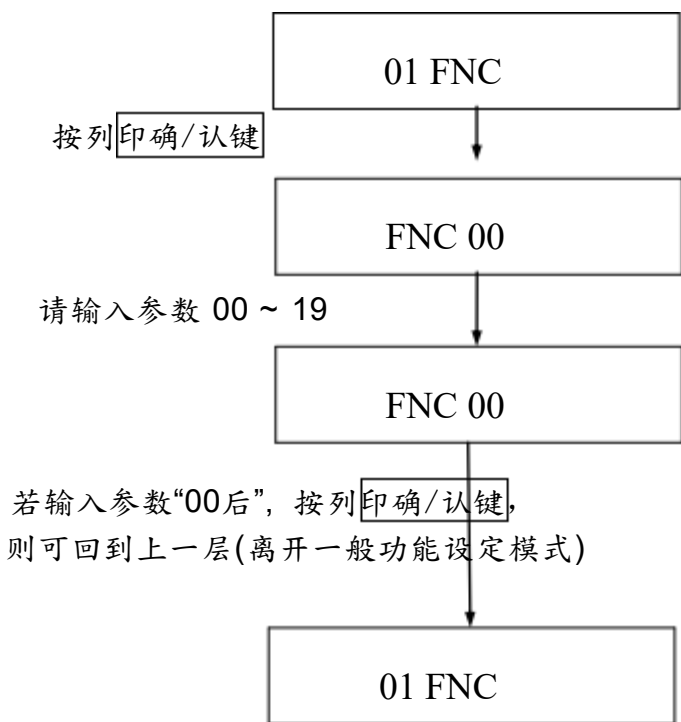 01 FNC
按列印确/认键
FNC 00
请输入参数 00 ~ 19
FNC 00
若输入参数“00后”, 按列印确/认键,
则可回到上一层(离开一般功能设定模式)
01 FNC